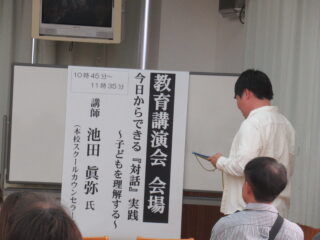 教育講演会 会場
今日からできる『対話』実践
～子どもを理解する～
10時45分～
11時35分
講師 池田 眞弥 氏
(本校スクールカウンセラ